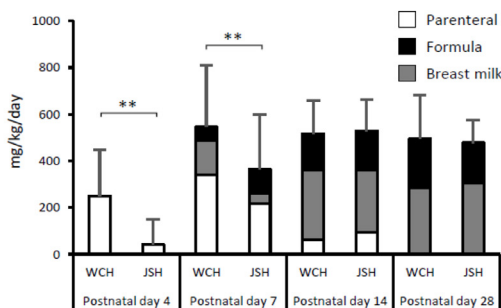 1000
800
600
400
200
0
mg/kg/day
Parenteral
Formula
Breast milk
**
**
WCH JSH WCH JSH WCH JSH WCH JSH
Postnatal day 4 Postnatal day 7 Postnatal day 14 Postnatal day 28